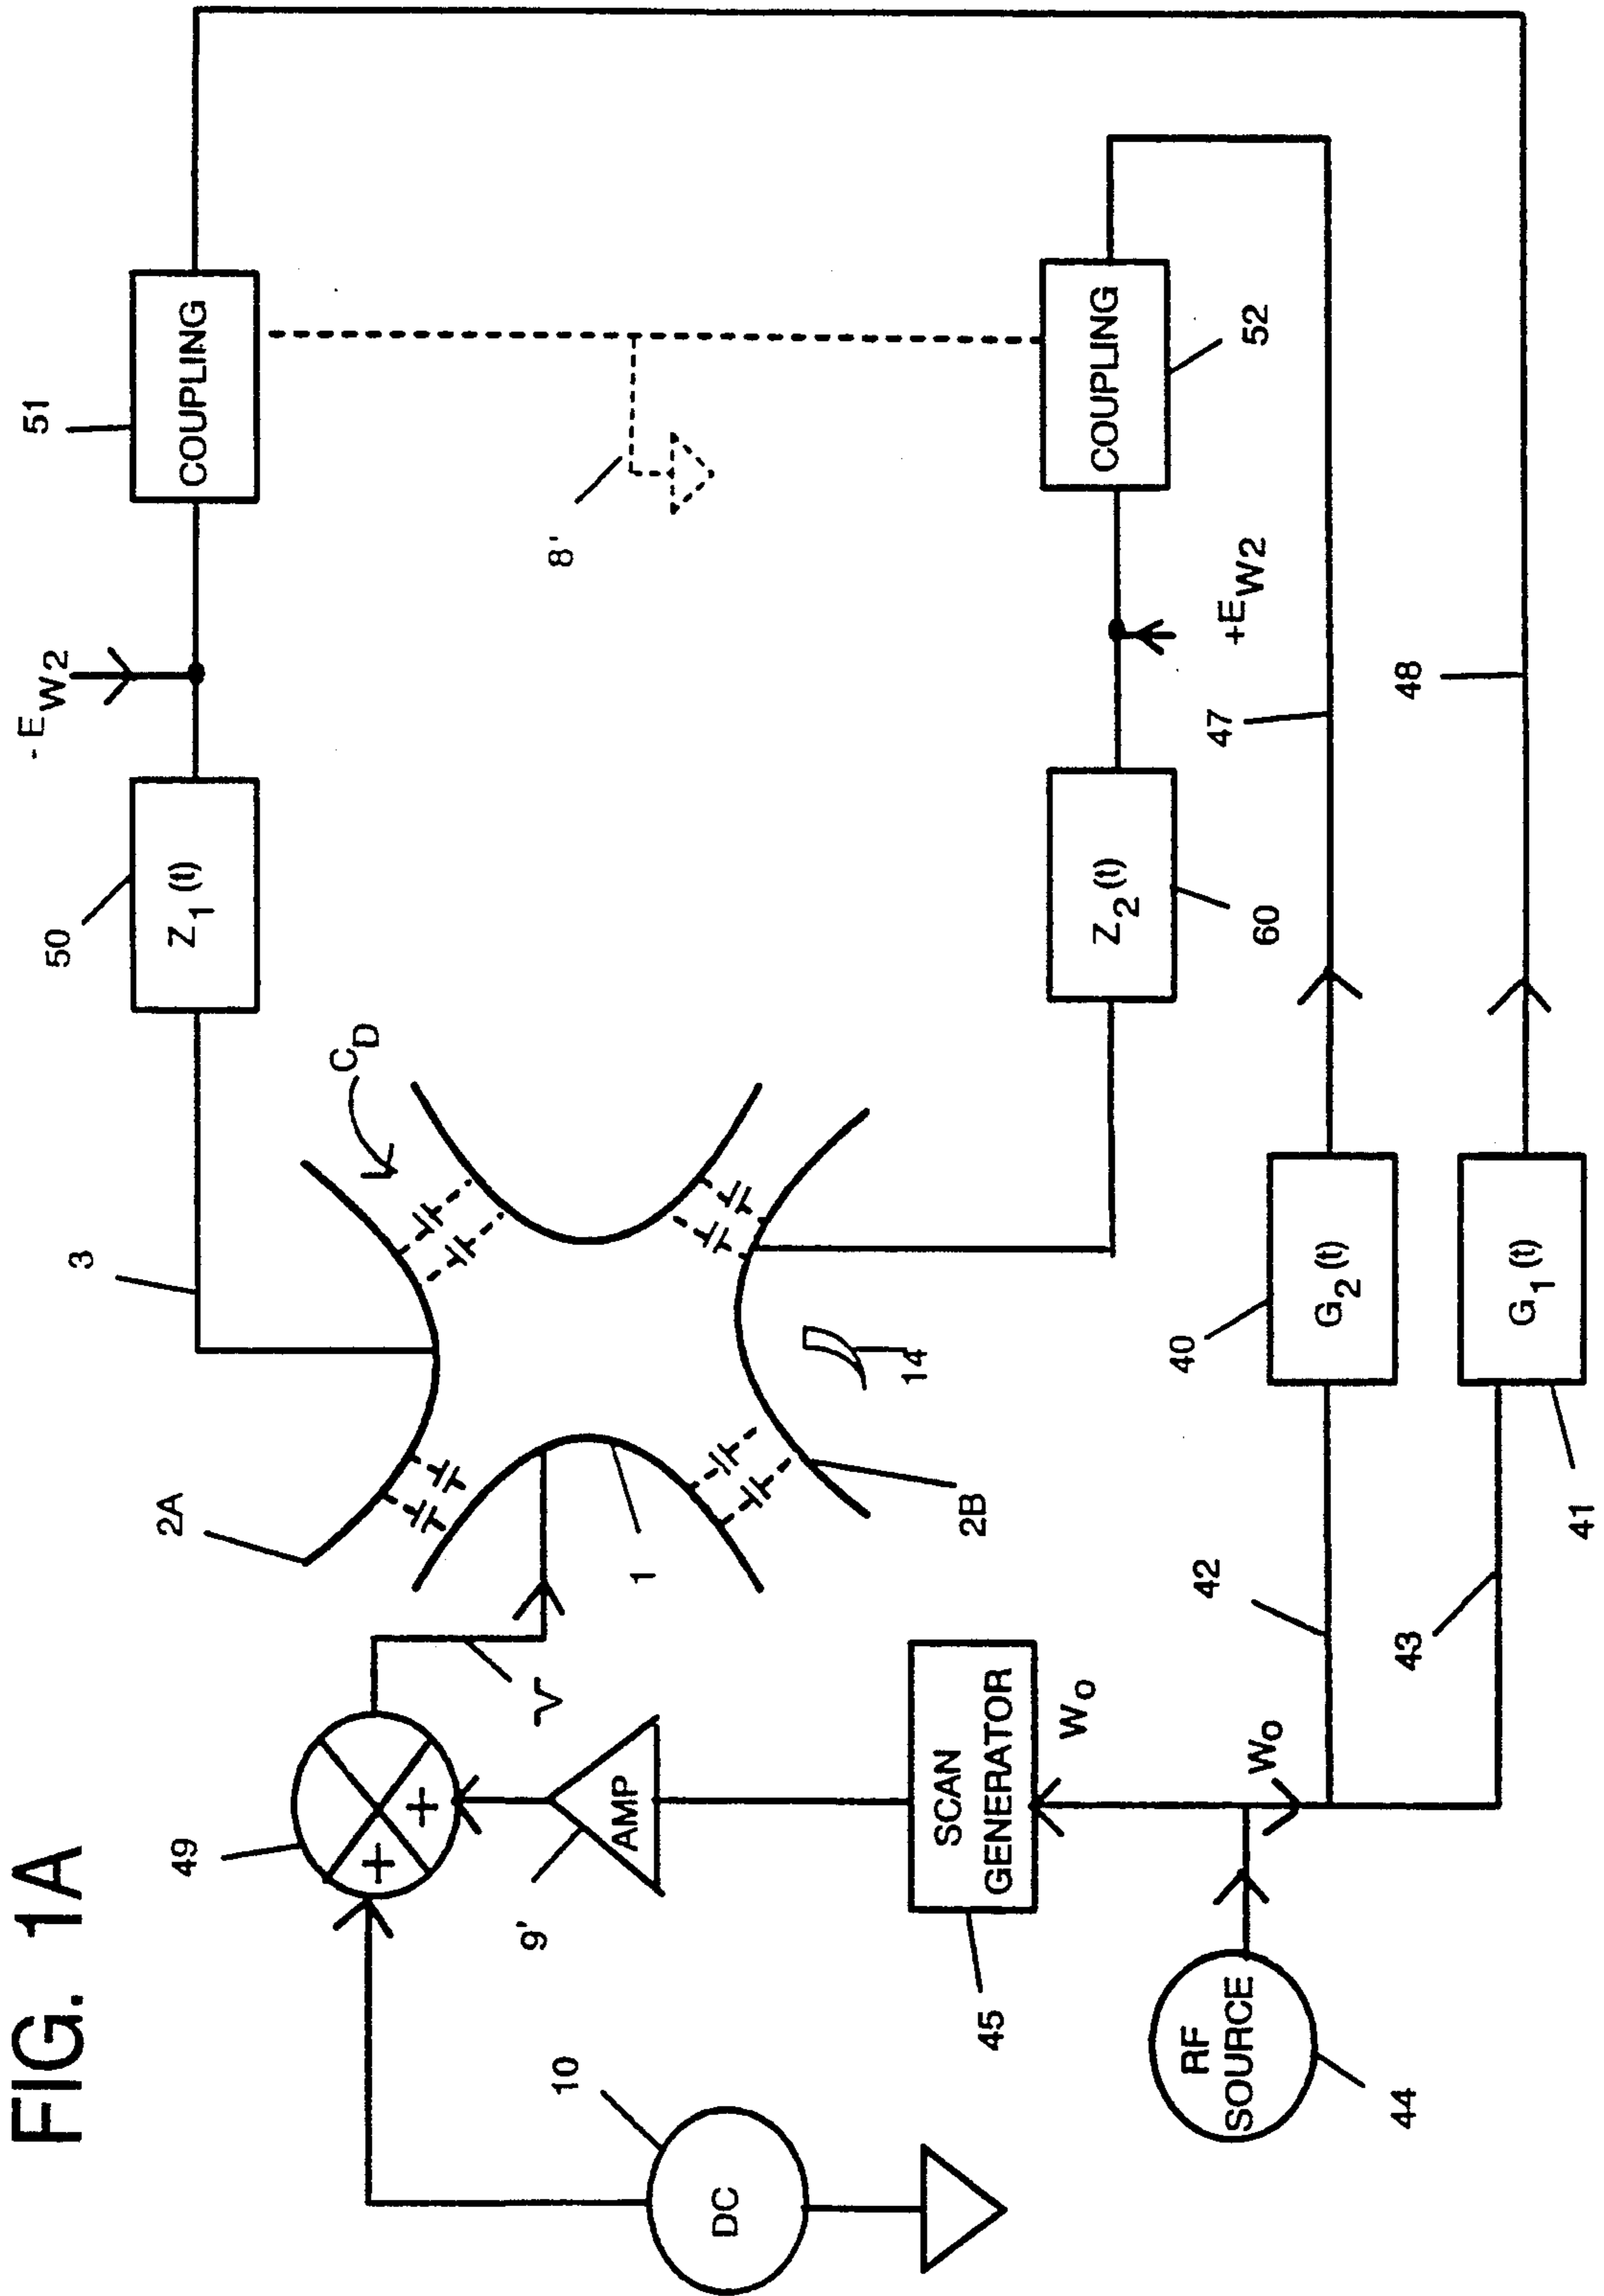 FIG. 1A
51
COUPLING
- E W2
50
Z1(t)
3
CD
2A
49
+
+
V
1
9'
AMP
10
DC
8'
COUPLING
52
+EW2
Z2(t)
60
14
2B
47
48
SCAN
GENERATOR
45
Wo
Wo
RF
SOURCE
44
42
43
40
G2(t)
G1(t)
41